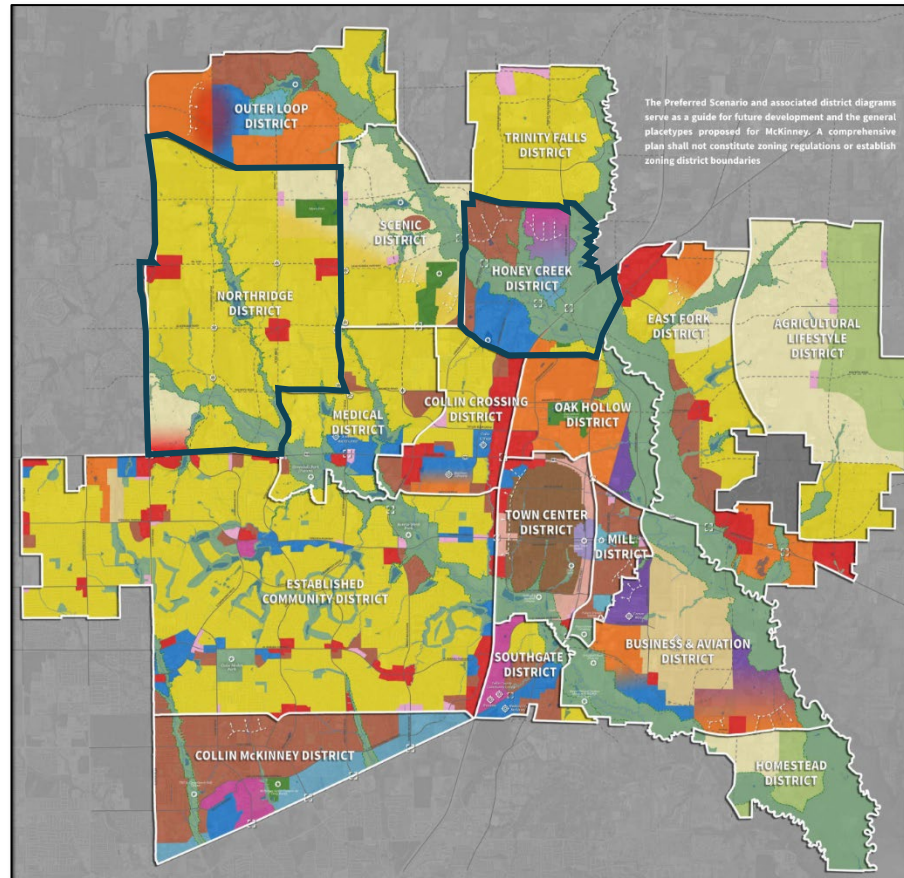 OUTER LOOP
DISTRICT
The Preferred Scenario and associated district diagrams
serve as a guide for future development and the general
placetypes proposed for McKinney. A comprehensive
plan shall not constitute zoning regulations or establish
zoning district boundaries
TRINITY FALLS
DISTRICT
SCENIC
DISTRICT
HONEY CREEK
DISTRICT
NORTHRIDGE
DISTRICT
EAST FORK
DISTRICT
AGRICULTURAL
LIFESTYLE
DISTRICT
MEDICAL
DISTRICT
COLLIN CROSSING
DISTRICT
OAK HOLLOW
DISTRICT
TOWN CENTER
DISTRICT
MILL
DISTRICT
ESTABLISHED
COMMUNITY DISTRICT
BUSINESS & AVIATION
DISTRICT
SOUTHGATE
DISTRICT
COLLIN McKINNEY DISTRICT
HOMESTEAD
DISTRICT